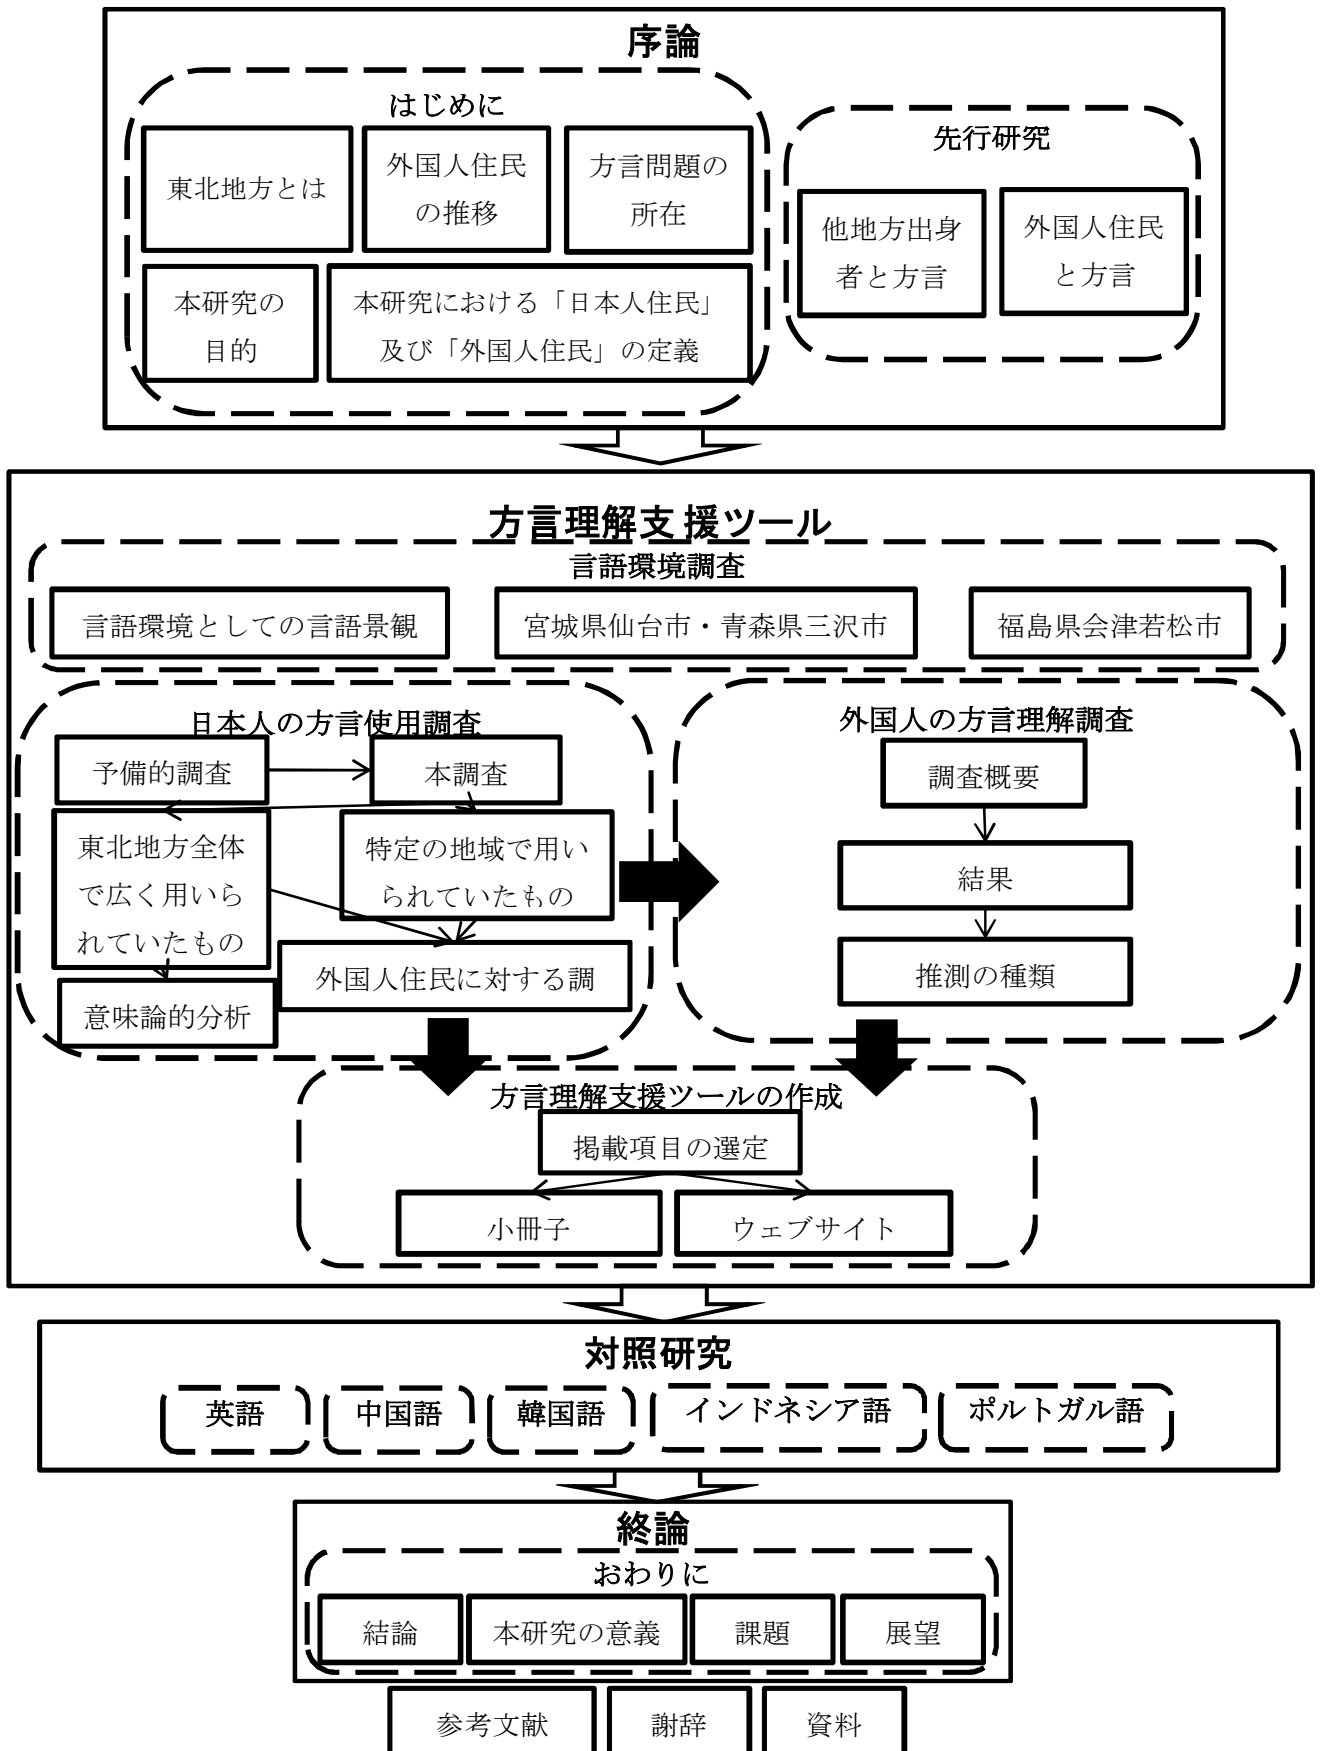 序論
はじめに
東北地方とは
外国人住民
の推移
方言問題の
所在
本研究の
目的
本研究における「日本人住民」
及び「外国人住民」の定義
先行研究
他地方出身
者と方言
外国人住民
と方言
方言理解支援ツール
言語環境調査
言語環境としての言語景観
宮城県仙台市・青森県三沢市
福島県会津若松市
日本人の方言使用調査
予備的調査
本調査
東北地方全体
で広く用いら
れていたもの
特定の地域で用い
られていたもの
意味論的分析
外国人住民に対する調
外国人の方言理解調査
調査概要
結果
推測の種類
方言理解支援ツールの作成
掲載項目の選定
小冊子
ウェブサイト
対照研究
英語
中国語
韓国語
インドネシア語
ポルトガル語
終論
おわりに
結論
本研究の意義
課題
展望
参考文献
謝辞
資料